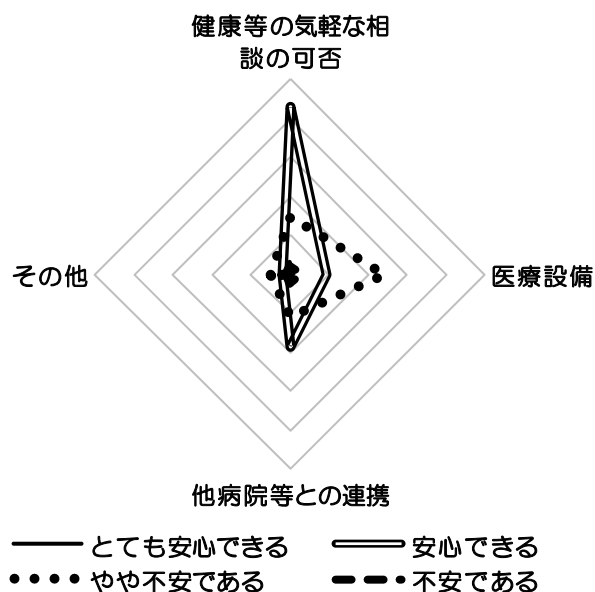 健康等の気軽な相
談の可否
その他
医療設備
他病院等との連携
とても安心できる
安心できる
やや不安である
不安である